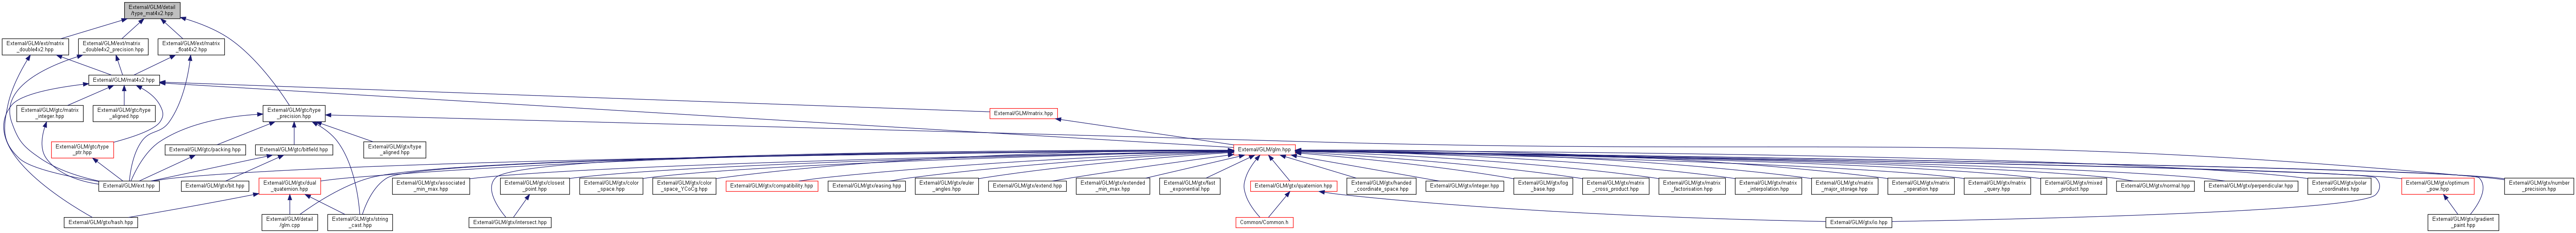 External/GLM/detail
/type_mat4x2.hpp
External/GLM/ext/matrix
_double4x2.hpp
External/GLM/ext/matrix
_double4x2_precision.hpp
External/GLM/ext/matrix
_float4x2.hpp
External/GLM/mat4x2.hpp
External/GLM/gtc/matrix
_integer.hpp
External/GLM/gtc/type
_aligned.hpp
External/GLM/gtc/type
_precision.hpp
External/GLM/matrix.hpp
External/GLM/gtc/type
_ptr.hpp
External/GLM/gtc/packing.hpp
External/GLM/gtc/bitfield.hpp
External/GLM/gtx/type
_aligned.hpp
External/GLM/glm.hpp
External/GLM/ext.hpp
External/GLM/gtx/bit.hpp
External/GLM/gtx/dual
_quaternion.hpp
External/GLM/gtx/associated
_min_max.hpp
External/GLM/gtx/closest
_point.hpp
External/GLM/gtx/color
_space.hpp
External/GLM/gtx/color
_space_YCoCg.hpp
External/GLM/gtx/compatibility.hpp
External/GLM/gtx/easing.hpp
External/GLM/gtx/euler
_angles.hpp
External/GLM/gtx/extend.hpp
External/GLM/gtx/extended
_min_max.hpp
External/GLM/gtx/fast
_exponential.hpp
External/GLM/gtx/quaternion.hpp
External/GLM/gtx/handed
_coordinate_space.hpp
External/GLM/gtx/integer.hpp
External/GLM/gtx/log
_base.hpp
External/GLM/gtx/matrix
_cross_product.hpp
External/GLM/gtx/matrix
_factorisation.hpp
External/GLM/gtx/matrix
_interpolation.hpp
External/GLM/gtx/matrix
_major_storage.hpp
External/GLM/gtx/matrix
_operation.hpp
External/GLM/gtx/matrix
_query.hpp
External/GLM/gtx/mixed
_product.hpp
External/GLM/gtx/normal.hpp
External/GLM/gtx/perpendicular.hpp
External/GLM/gtx/polar
_coordinates.hpp
External/GLM/gtx/optimum
_pow.hpp
External/GLM/gtx/number
_precision.hpp
External/GLM/gtx/hash.hpp
External/GLM/detail
/glm.cpp
External/GLM/gtx/string
_cast.hpp
External/GLM/gtx/intersect.hpp
Common/Common.h
External/GLM/gtx/io.hpp
External/GLM/gtx/gradient
_paint.hpp